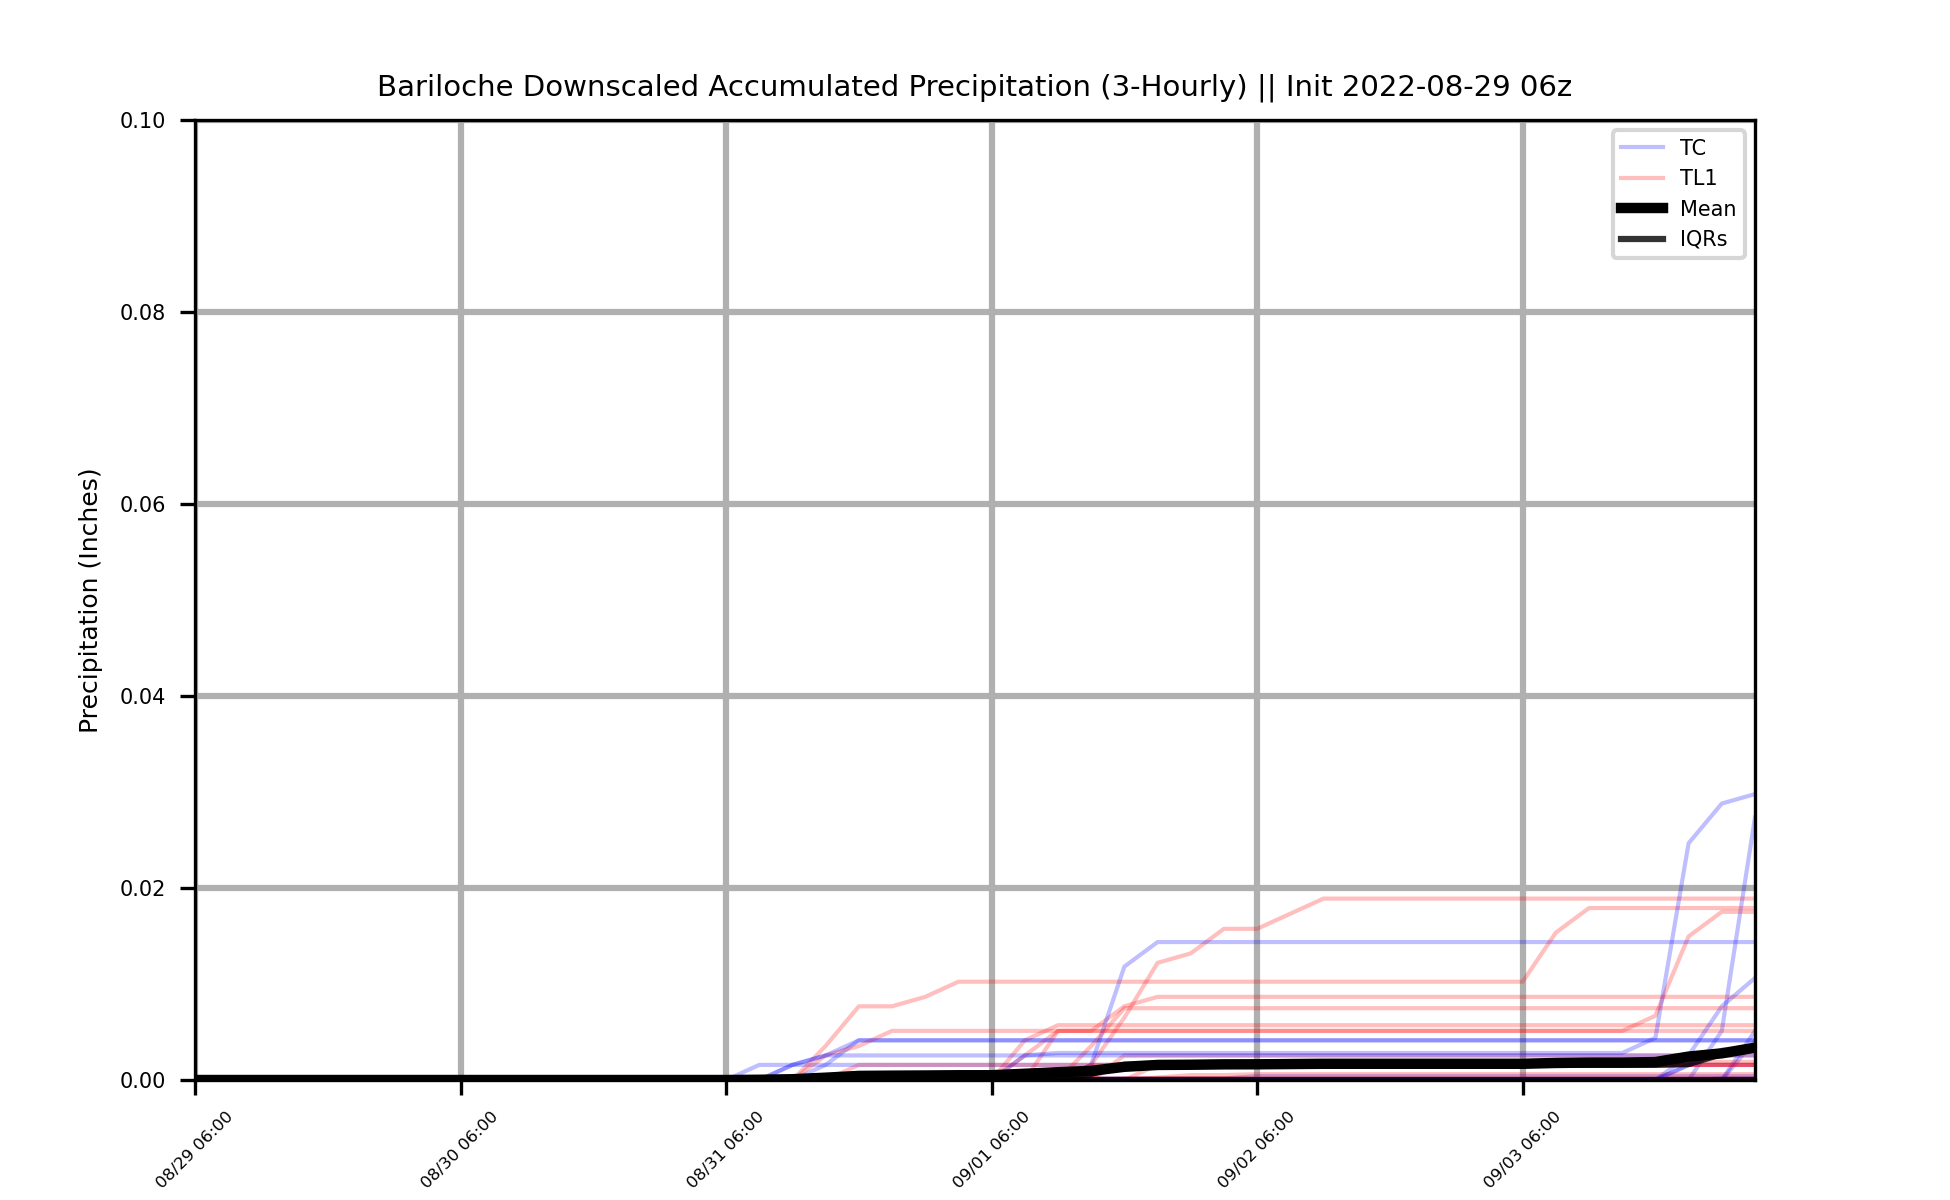 Bariloche Downscaled Accumulated Precipitation (3-Hourly) || Init 2022-08-29 06z
TC
TL1
Mean
IQRs
Precipitation (Inches)
0.10
0.08
0.06
0.04
0.02
0.00
08/29 06:00
08/30 06:00
08/31 06:00
09/01 06:00
09/02 06:00
09/03 06:00